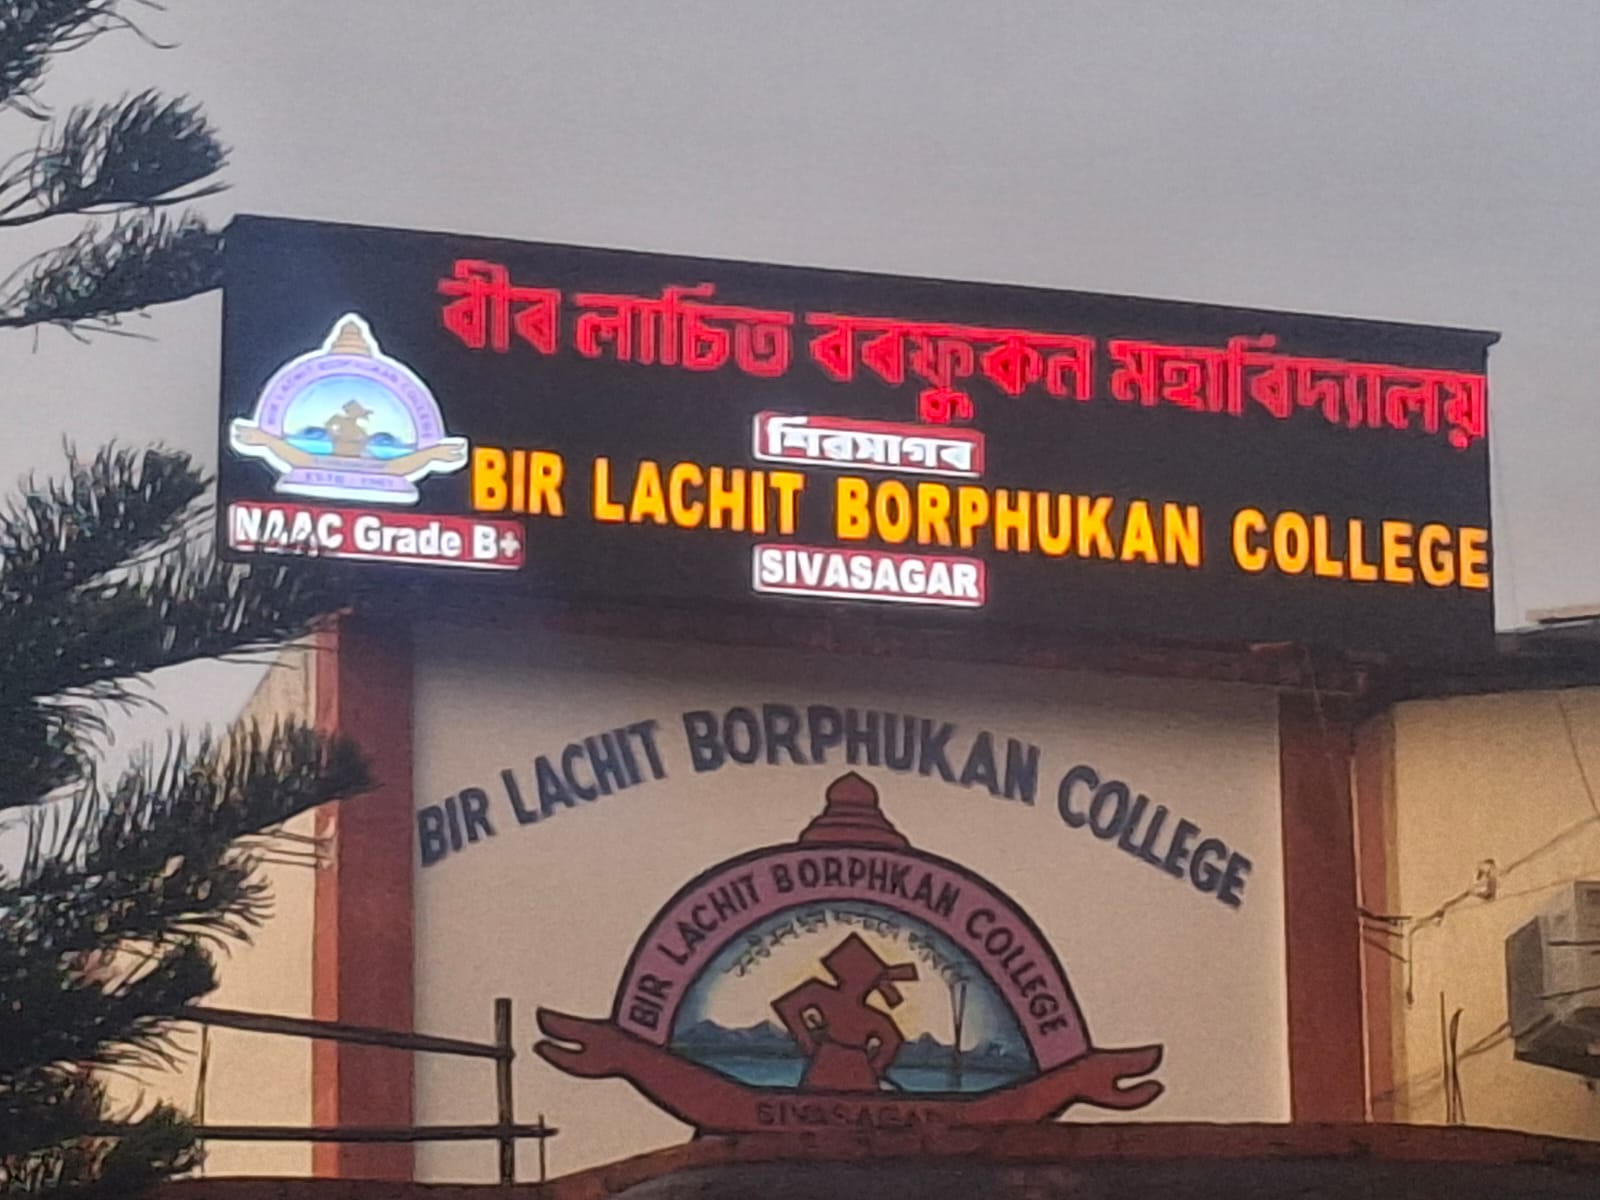 বীৰ লাচিত বৰফুকন মহাবিদ্যালয়
শিৱসাগৰ
BIR LACHIT BORPHUKAN COLLEGE
NAAC Grade B+
SIVASAGAR
BIR LACHIT BORPHUKAN COLLEGE
BIR LACHIT BORPHKAN COLLEGE
SIVASAGAR